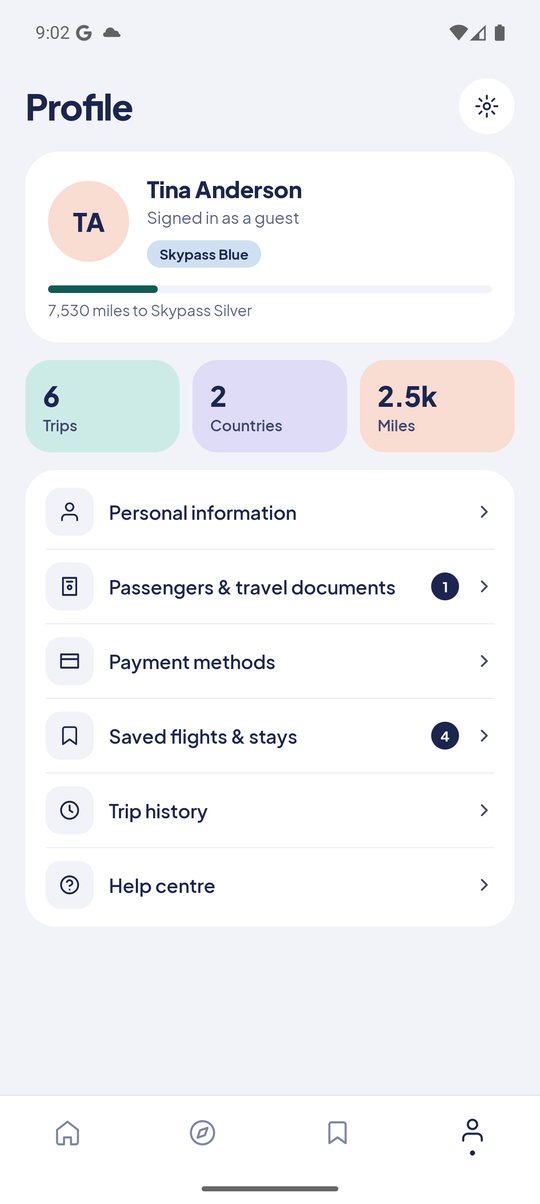 9:02
Profile
TA
Tina Anderson
Signed in as a guest
Skypass Blue
7,530 miles to Skypass Silver
6
Trips
2
Countries
2.5k
Miles
Personal information
Passengers & travel documents 1
Payment methods
Saved flights & stays 4
Trip history
Help centre